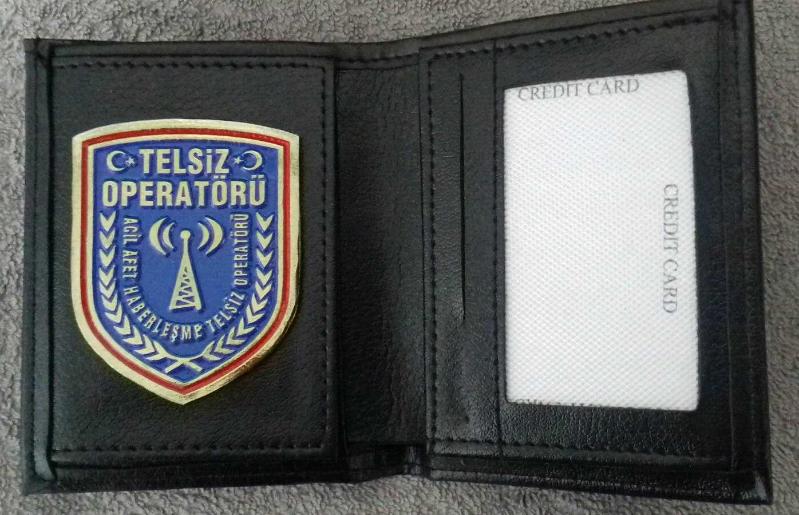 TELSİZ
OPERATÖRÜ
ACİL AFET HABERLEŞME TELSİZ OPERATÖRÜ
CREDIT CARD
CREDIT CARD